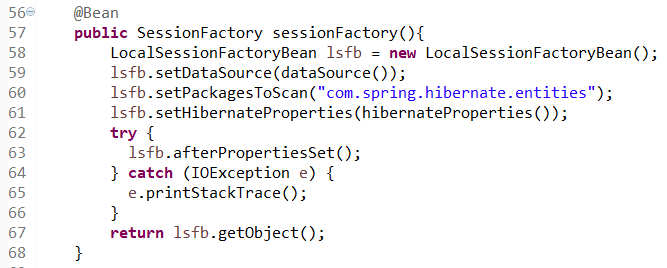 56 @Bean
57 public SessionFactory sessionFactory(){
58 LocalSessionFactoryBean lsfb = new LocalSessionFactoryBean();
59 lsfb.setDataSource(dataSource());
60 lsfb.setPackagesToScan("com.spring.hibernate.entities");
61 lsfb.setHibernateProperties(hibernateProperties());
62 try {
63 lsfb.afterPropertiesSet();
64 } catch (IOException e) {
65 e.printStackTrace();
66 }
67 return lsfb.getObject();
68 }